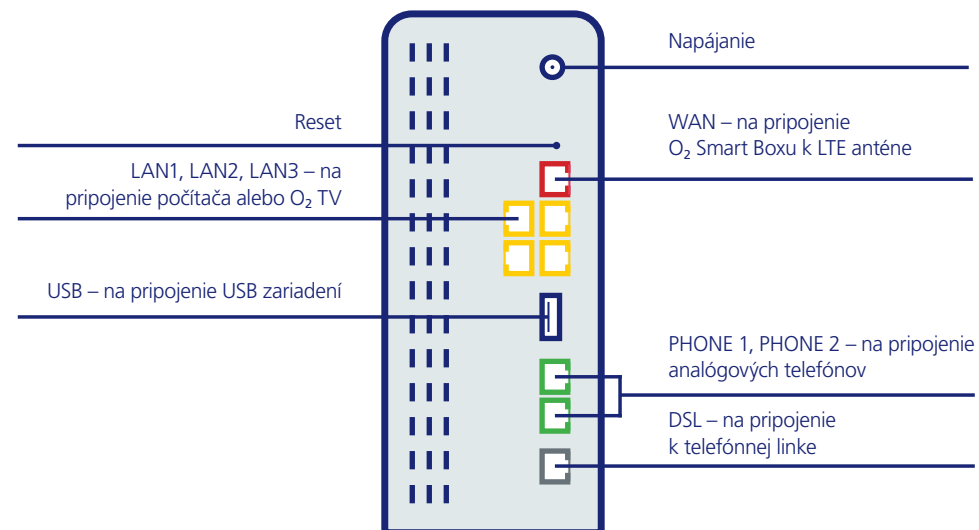 Napájanie
Reset
WAN – na pripojenie
O₂ Smart Boxu k LTE anténe
LAN1, LAN2, LAN3 – na
pripojenie počítača alebo O₂ TV
USB – na pripojenie USB zariadení
PHONE 1, PHONE 2 – na pripojenie
analógových telefónov
DSL – na pripojenie
k telefónnej linke